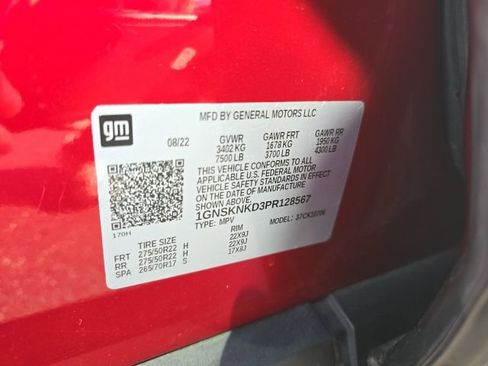 gm
MFD BY GENERAL MOTORS LLC
08/22 GVWR GAWR FRT GAWR RR
3402 KG 1678 KG 1950 KG
7500 LB 3700 LB 4300 LB
THIS VEHICLE CONFORMS TO ALL
APPLICABLE U.S. FEDERAL MOTOR
VEHICLE SAFETY STANDARDS IN
EFFECT ON THE DATE OF MANUFACTURE
SHOWN ABOVE.
1GNSKNKD3PR128567
TYPE: MPV MODEL: 37CK10706
170H
TIRE SIZE RIM
FRT 275/50R22 H 22X9J
RR 275/50R22 H 22X9J
SPA 265/70R17 S 17X8J